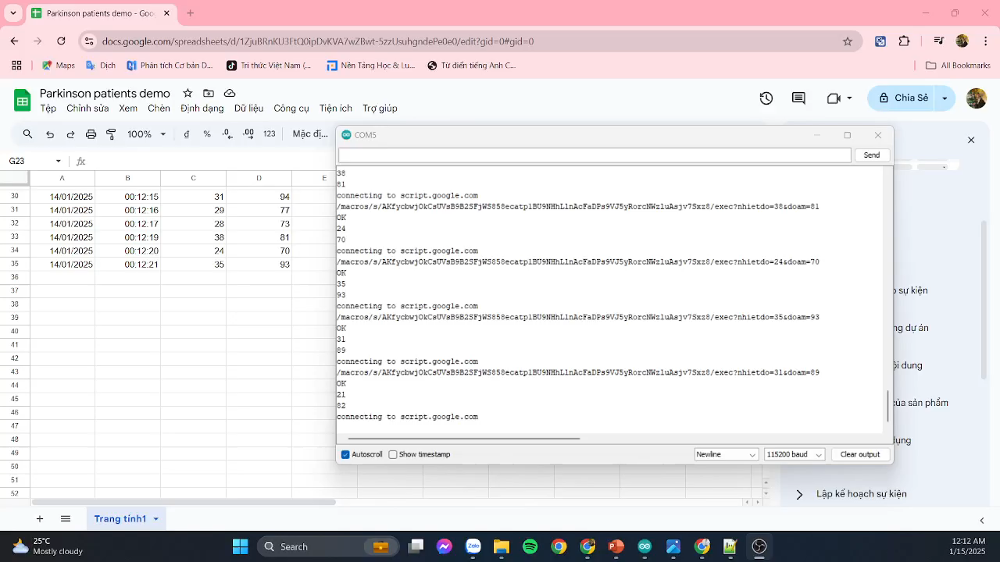 Parkinson patients demo - Goo
docs.google.com/spreadsheets/d/1ZjuBRnKU3FtQ0ipDvKVA7wZBwt-5zzUsuhgndePe0e0/edit?gid=0#gid=0
Maps
Dịch
Phân tích Cơ bản D...
Tri thức Việt Nam (...
Nền Tảng Học & Lu...
Từ điển tiếng Anh C...
All Bookmarks
Parkinson patients demo
Tệp Chỉnh sửa Xem Chèn Định dạng Dữ liệu Công cụ Tiện ích Trợ giúp
Chia Sẻ
100%
đ % .0 .00 123 Mặc đị...
G23
fx
A B C D E
30 14/01/2025 00:12:15 31 94
31 14/01/2025 00:12:16 29 77
32 14/01/2025 00:12:17 28 73
33 14/01/2025 00:12:19 38 81
34 14/01/2025 00:12:20 24 70
35 14/01/2025 00:12:21 35 93
36
37
38
39
40
41
42
43
44
45
46
47
48
49
50
51
52
COM5
Send
38
81
connecting to script.google.com
/macros/s/AKfycbwjOkCsUVsB9B2SFjWS858ecatplBU9NHhLlnAcFaDPs9VJ5yRorcNWzluAsjv7Sxz8/exec?nhietdo=38&doam=81
OK
24
70
connecting to script.google.com
/macros/s/AKfycbwjOkCsUVsB9B2SFjWS858ecatplBU9NHhLlnAcFaDPs9VJ5yRorcNWzluAsjv7Sxz8/exec?nhietdo=24&doam=70
OK
35
93
connecting to script.google.com
/macros/s/AKfycbwjOkCsUVsB9B2SFjWS858ecatplBU9NHhLlnAcFaDPs9VJ5yRorcNWzluAsjv7Sxz8/exec?nhietdo=35&doam=93
OK
31
89
connecting to script.google.com
/macros/s/AKfycbwjOkCsUVsB9B2SFjWS858ecatplBU9NHhLlnAcFaDPs9VJ5yRorcNWzluAsjv7Sxz8/exec?nhietdo=31&doam=89
OK
21
82
connecting to script.google.com
Autoscroll
Show timestamp
Newline
115200 baud
Clear output
sự kiện
dự án
dung
của sản phẩm
dụng
Lập kế hoạch sự kiện
Trang tính1
25°C
Mostly cloudy
Search
Zalo
12:12 AM
1/15/2025